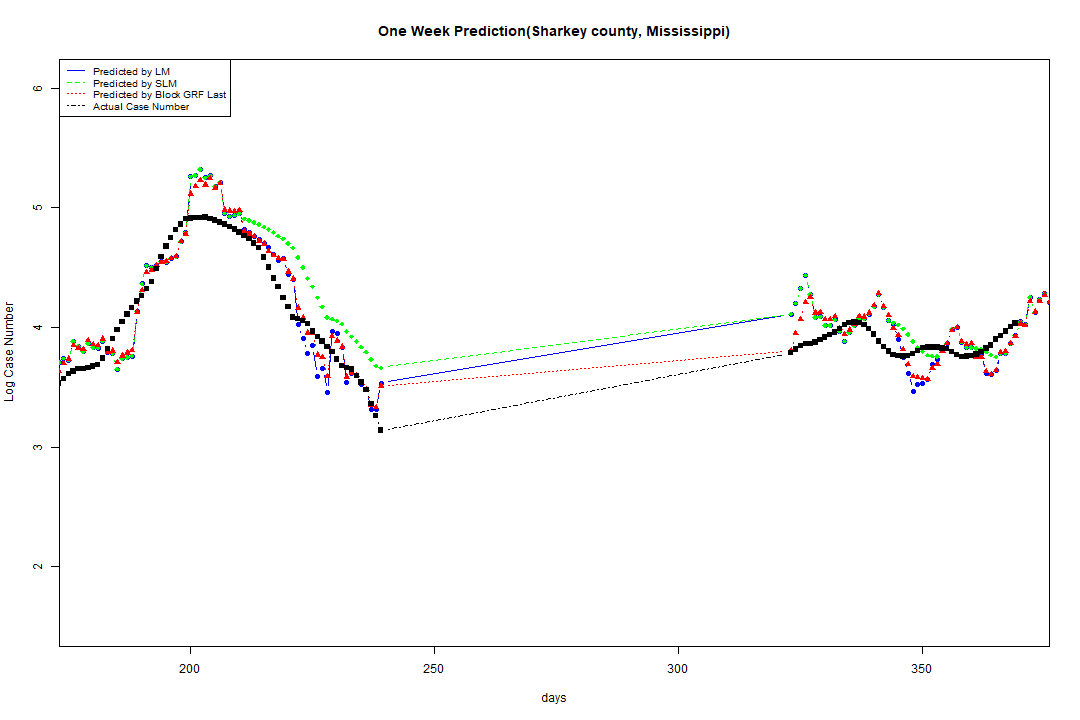 One Week Prediction(Sharkey county, Mississippi)
Predicted by LM
Predicted by SLM
Predicted by Block GRF Last
Actual Case Number
6
5
4
3
2
Log Case Number
200 250 300 350
days